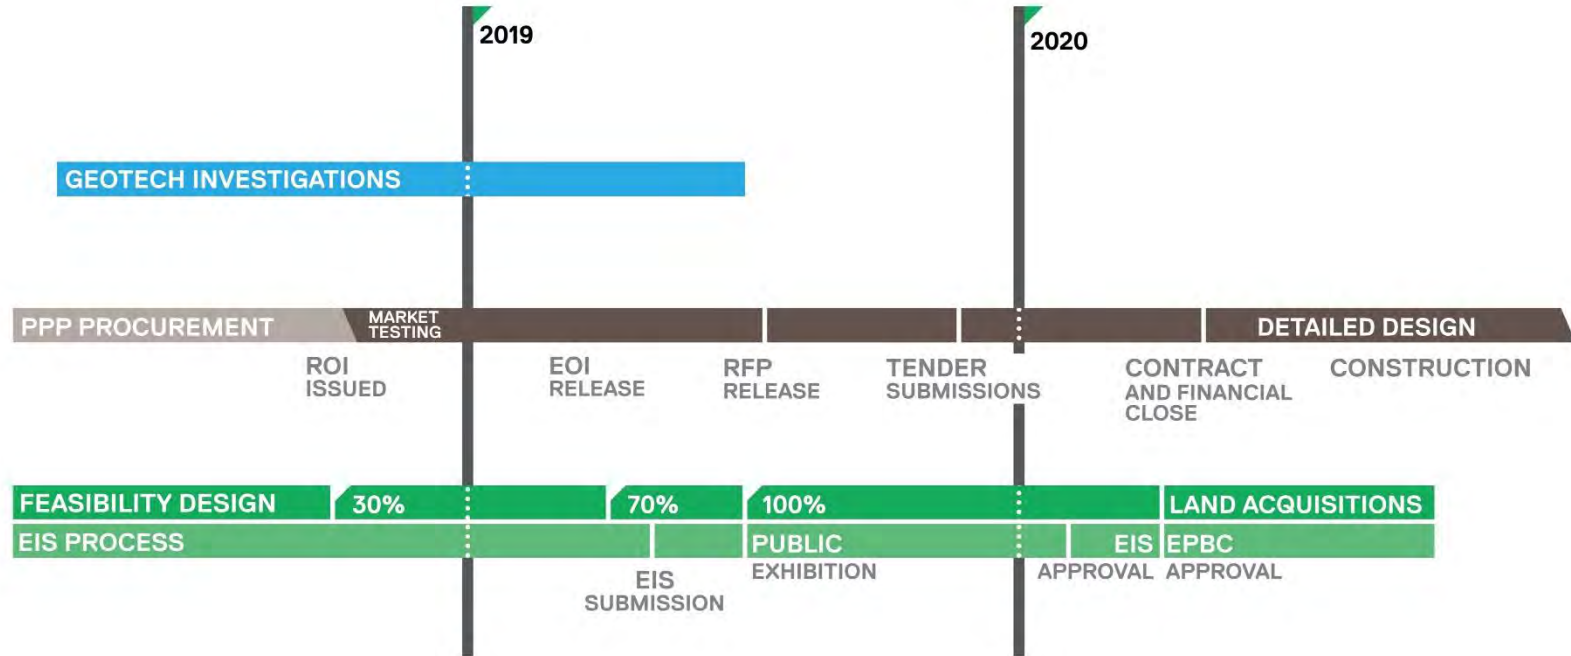 2019
2020
GEOTECH INVESTIGATIONS
PPP PROCUREMENT
MARKET
TESTING
DETAILED DESIGN
ROI
ISSUED
EOI
RELEASE
RFP
RELEASE
TENDER
SUBMISSIONS
CONTRACT
AND FINANCIAL
CLOSE
CONSTRUCTION
FEASIBILITY DESIGN
30%
70%
100%
LAND ACQUISITIONS
EIS PROCESS
EIS
SUBMISSION
PUBLIC
EXHIBITION
EIS
APPROVAL
EPBC
APPROVAL